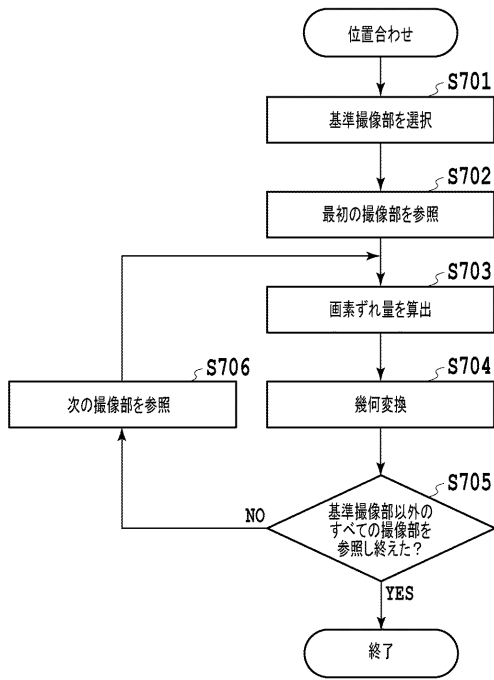 位置合わせ
S701
基準撮像部を選択
S702
最初の撮像部を参照
S703
画素ずれ量を算出
S704
幾何変換
S706
次の撮像部を参照
S705
基準撮像部以外の
すべての撮像部を
参照し終えた？
NO
YES
終了